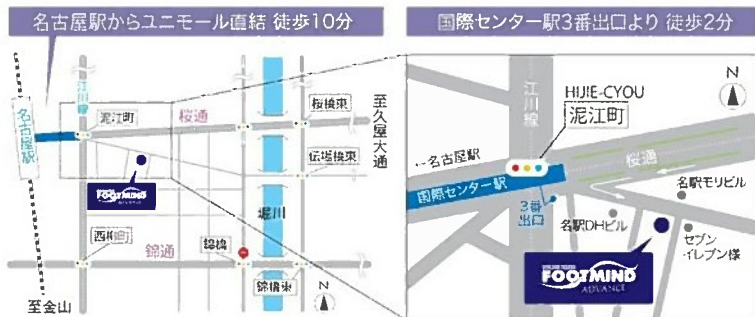 名古屋駅からユニモール直結 徒歩10分
国際センター駅3番出口より 徒歩2分
江川線
名古屋駅
泥江町
桜通
桜橋東
至久屋大通
伝馬橋東
FOOTMIND
堀川
西柳町
錦通
錦橋
錦橋東
至金山
N
江川線
HIJIE-CYOU
泥江町
N
←名古屋駅
桜通
国際センター駅
3番
出口
名駅モリビル
名駅DHビル
セブン
イレブン様
FOOTMIND
ADVANCE